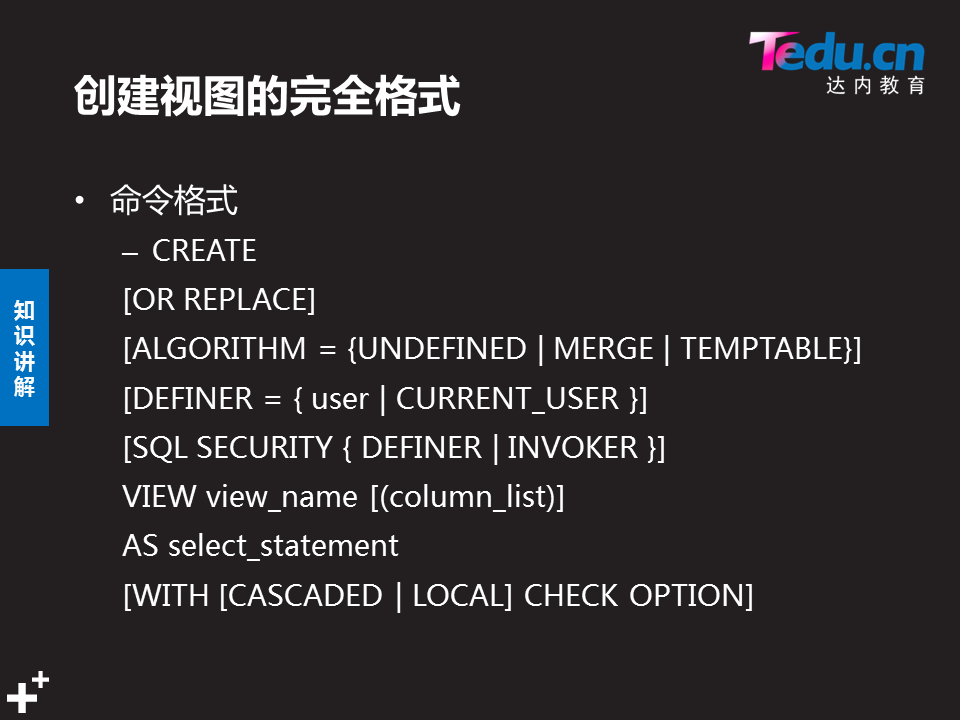 Tedu.cn
达内教育
创建视图的完全格式
• 命令格式
– CREATE
[OR REPLACE]
[ALGORITHM = {UNDEFINED | MERGE | TEMPTABLE}]
[DEFINER = { user | CURRENT_USER }]
[SQL SECURITY { DEFINER | INVOKER }]
VIEW view_name [(column_list)]
AS select_statement
[WITH [CASCADED | LOCAL] CHECK OPTION]
知识讲解